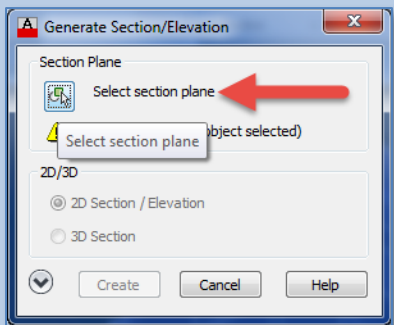 A Generate Section/Elevation
Section Plane
Select section plane
object selected)
Select section plane
2D/3D
2D Section / Elevation
3D Section
Create Cancel Help